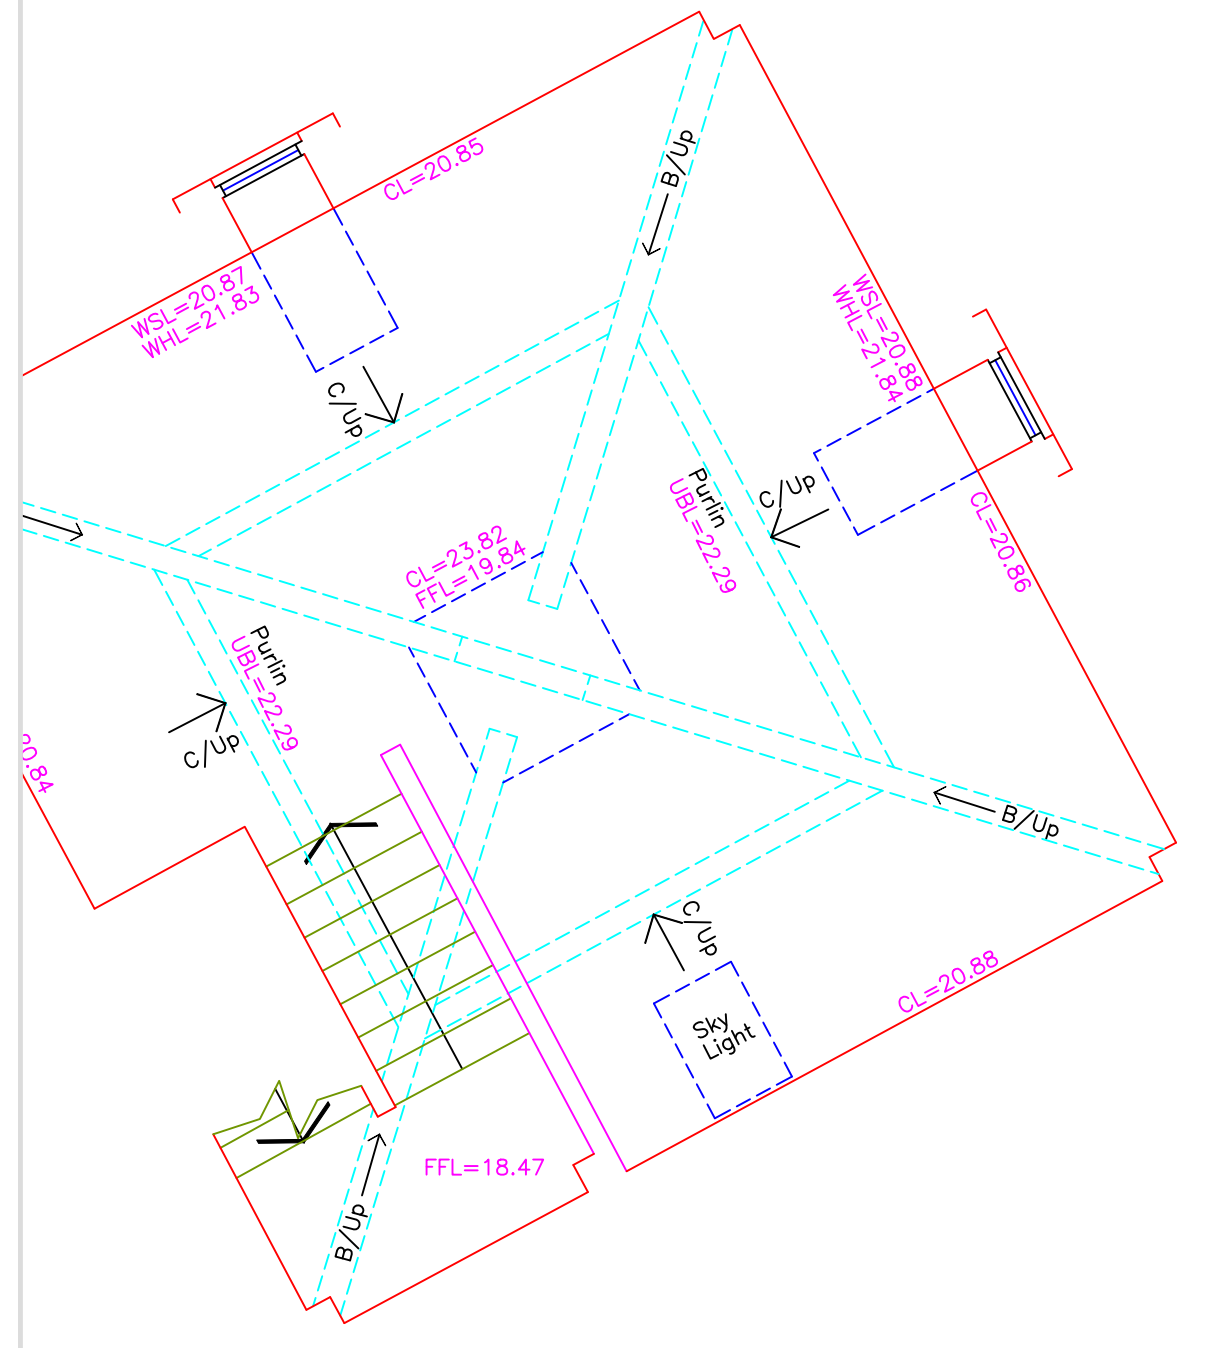 B/Up
CL=20.85
WSL=20.87
WHL=21.83
C/Up
WSL=20.88
WHL=21.84
C/Up
Purlin
UBL=22.29
CL=20.86
CL=23.82
FFL=19.84
Purlin
UBL=22.29
C/Up
20.84
B/Up
C/Up
CL=20.88
Sky
Light
FFL=18.47
B/Up